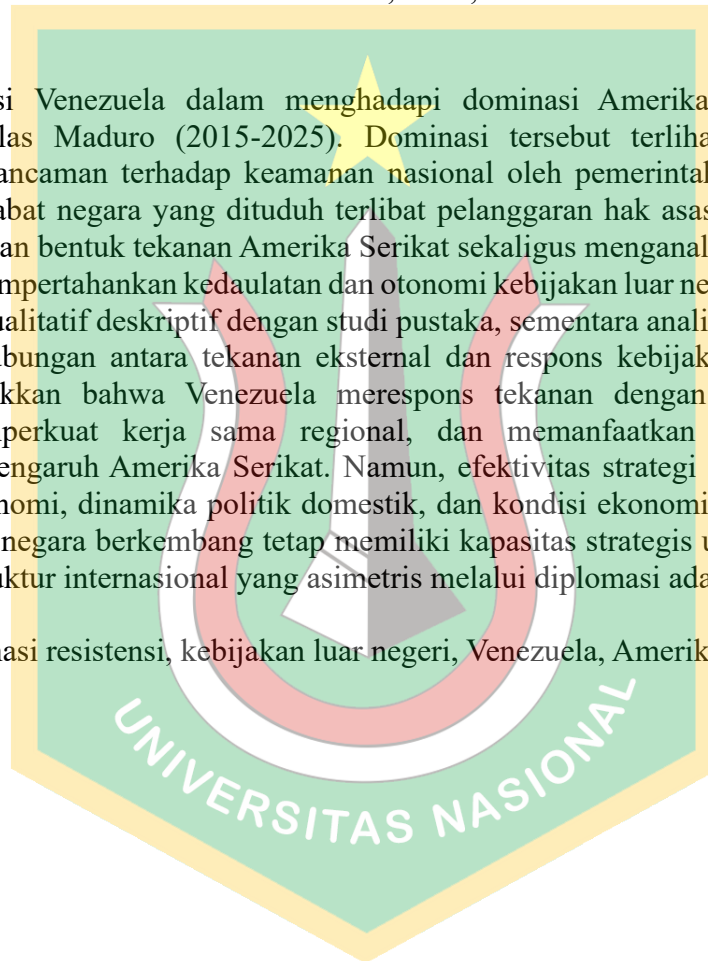 si Venezuela dalam menghadapi dominasi Amerika
las Maduro (2015-2025). Dominasi tersebut terliha
ancaman terhadap keamanan nasional oleh pemerintal
abat negara yang dituduh terlibat pelanggaran hak asas
an bentuk tekanan Amerika Serikat sekaligus menganal
mpertahankan kedaulatan dan otonomi kebijakan luar ne
ualitatif deskriptif dengan studi pustaka, sementara anali
ubungan antara tekanan eksternal dan respons kebijak
kkan bahwa Venezuela merespons tekanan dengan
perkuat kerja sama regional, dan memanfaatkan
engaruh Amerika Serikat. Namun, efektivitas strategi
nomi, dinamika politik domestik, dan kondisi ekonomi
negara berkembang tetap memiliki kapasitas strategis u
uktur internasional yang asimetris melalui diplomasi ada
nasi resistensi, kebijakan luar negeri, Venezuela, Amerik
UNIVERSITAS NASIONAL